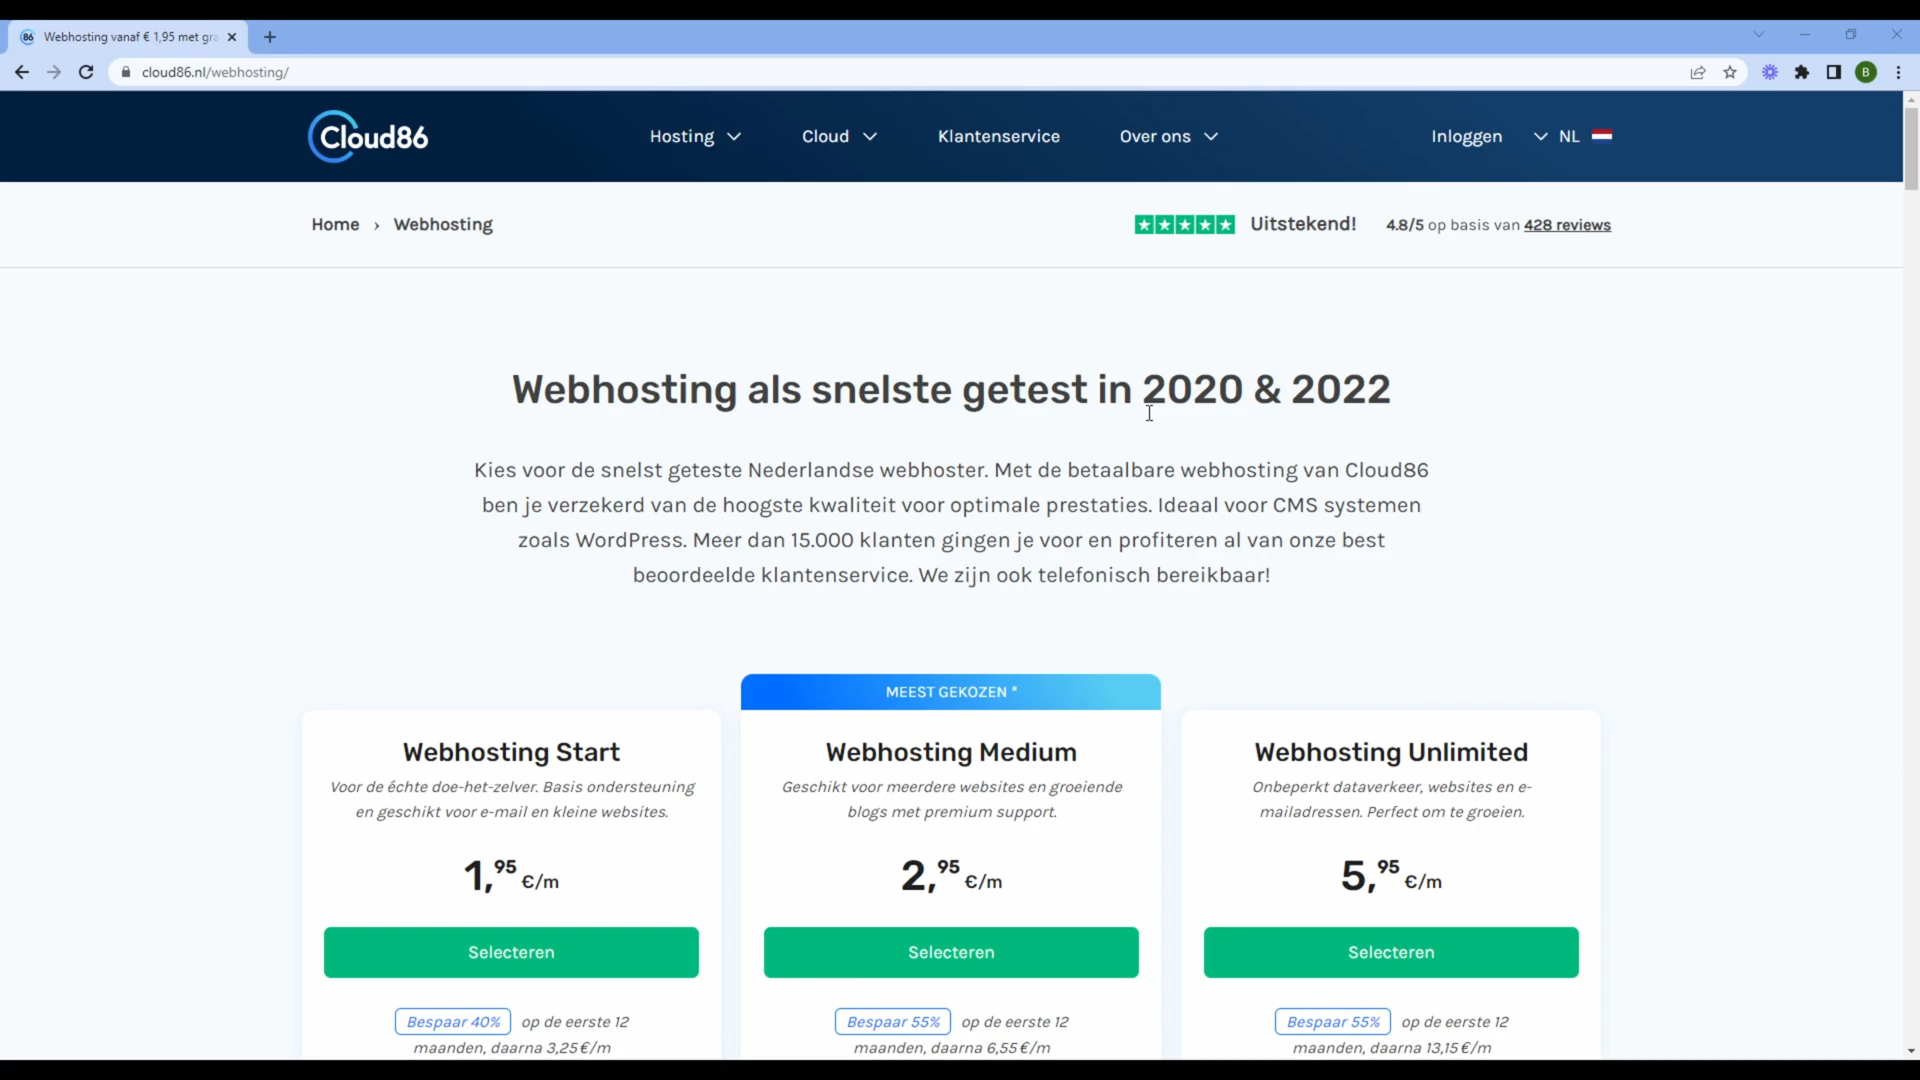 86 Webhosting vanaf € 1,95 met gra
cloud86.nl/webhosting/
B
Cloud86
Hosting
Cloud
Klantenservice
Over ons
Inloggen
NL
Home › Webhosting
Uitstekend! 4.8/5 op basis van 428 reviews
Webhosting als snelste getest in 2020 & 2022
Kies voor de snelst geteste Nederlandse webhoster. Met de betaalbare webhosting van Cloud86
ben je verzekerd van de hoogste kwaliteit voor optimale prestaties. Ideaal voor CMS systemen
zoals WordPress. Meer dan 15.000 klanten gingen je voor en profiteren al van onze best
beoordeelde klantenservice. We zijn ook telefonisch bereikbaar!
Webhosting Start
Voor de échte doe-het-zelver. Basis ondersteuning
en geschikt voor e-mail en kleine websites.
1,95 €/m
Selecteren
Bespaar 40% op de eerste 12
maanden, daarna 3,25 €/m
MEEST GEKOZEN *
Webhosting Medium
Geschikt voor meerdere websites en groeiende
blogs met premium support.
2,95 €/m
Selecteren
Bespaar 55% op de eerste 12
maanden, daarna 6,55 €/m
Webhosting Unlimited
Onbeperkt dataverkeer, websites en e-
mailadressen. Perfect om te groeien.
5,95 €/m
Selecteren
Bespaar 55% op de eerste 12
maanden, daarna 13,15 €/m